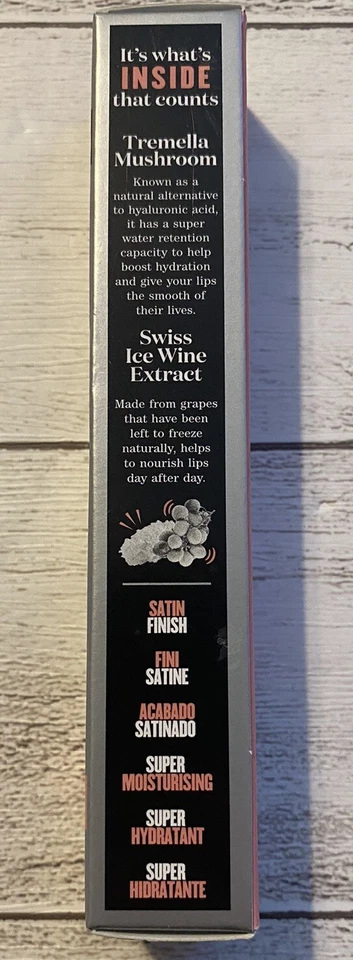 It's what's
INSIDE
that counts
Tremella
Mushroom
Known as a
natural alternative
to hyaluronic acid,
it has a super
water retention
capacity to help
boost hydration
and give your lips
the smooth of
their lives.
Swiss
Ice Wine
Extract
Made from grapes
that have been
left to freeze
naturally, helps
to nourish lips
day after day.
SATIN
FINISH
FINI
SATINE
ACABADO
SATINADO
SUPER
MOISTURISING
SUPER
HYDRATANT
SUPER
HIDRATANTE